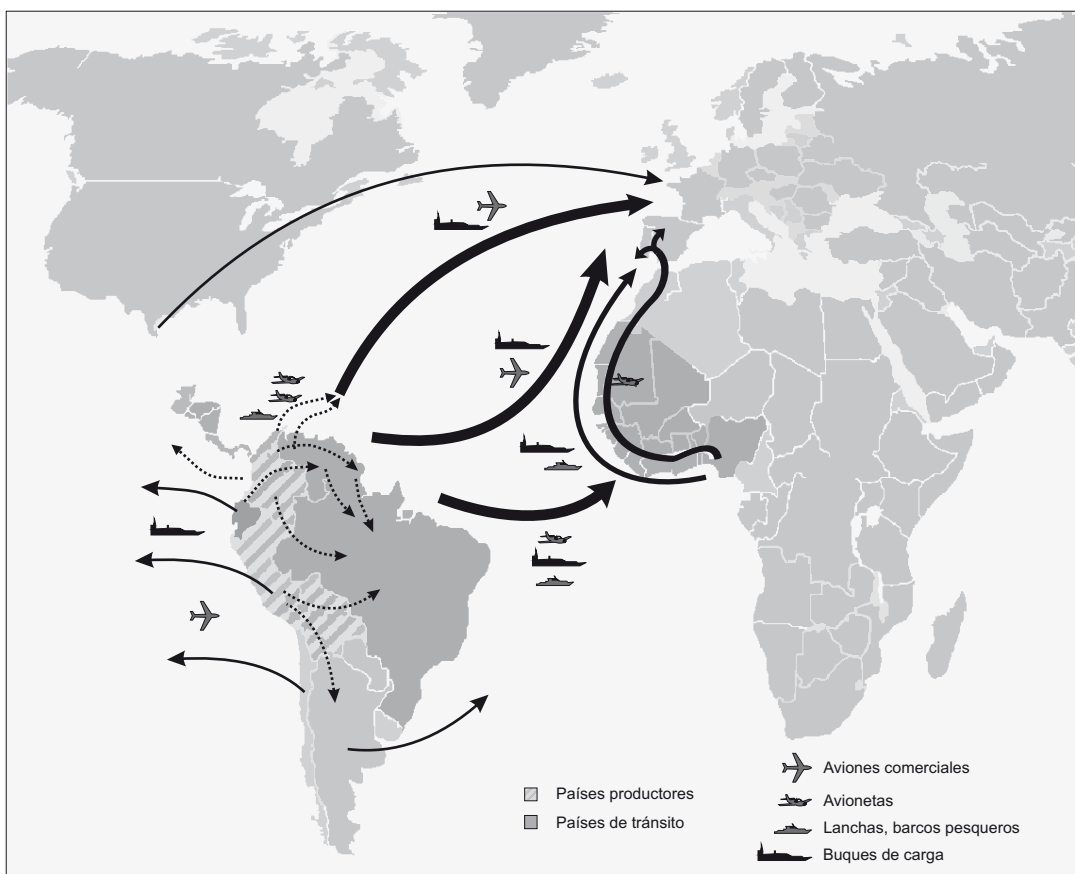 Países productores
Países de tránsito
Aviones comerciales
Avionetas
Lanchas, barcos pesqueros
Buques de carga